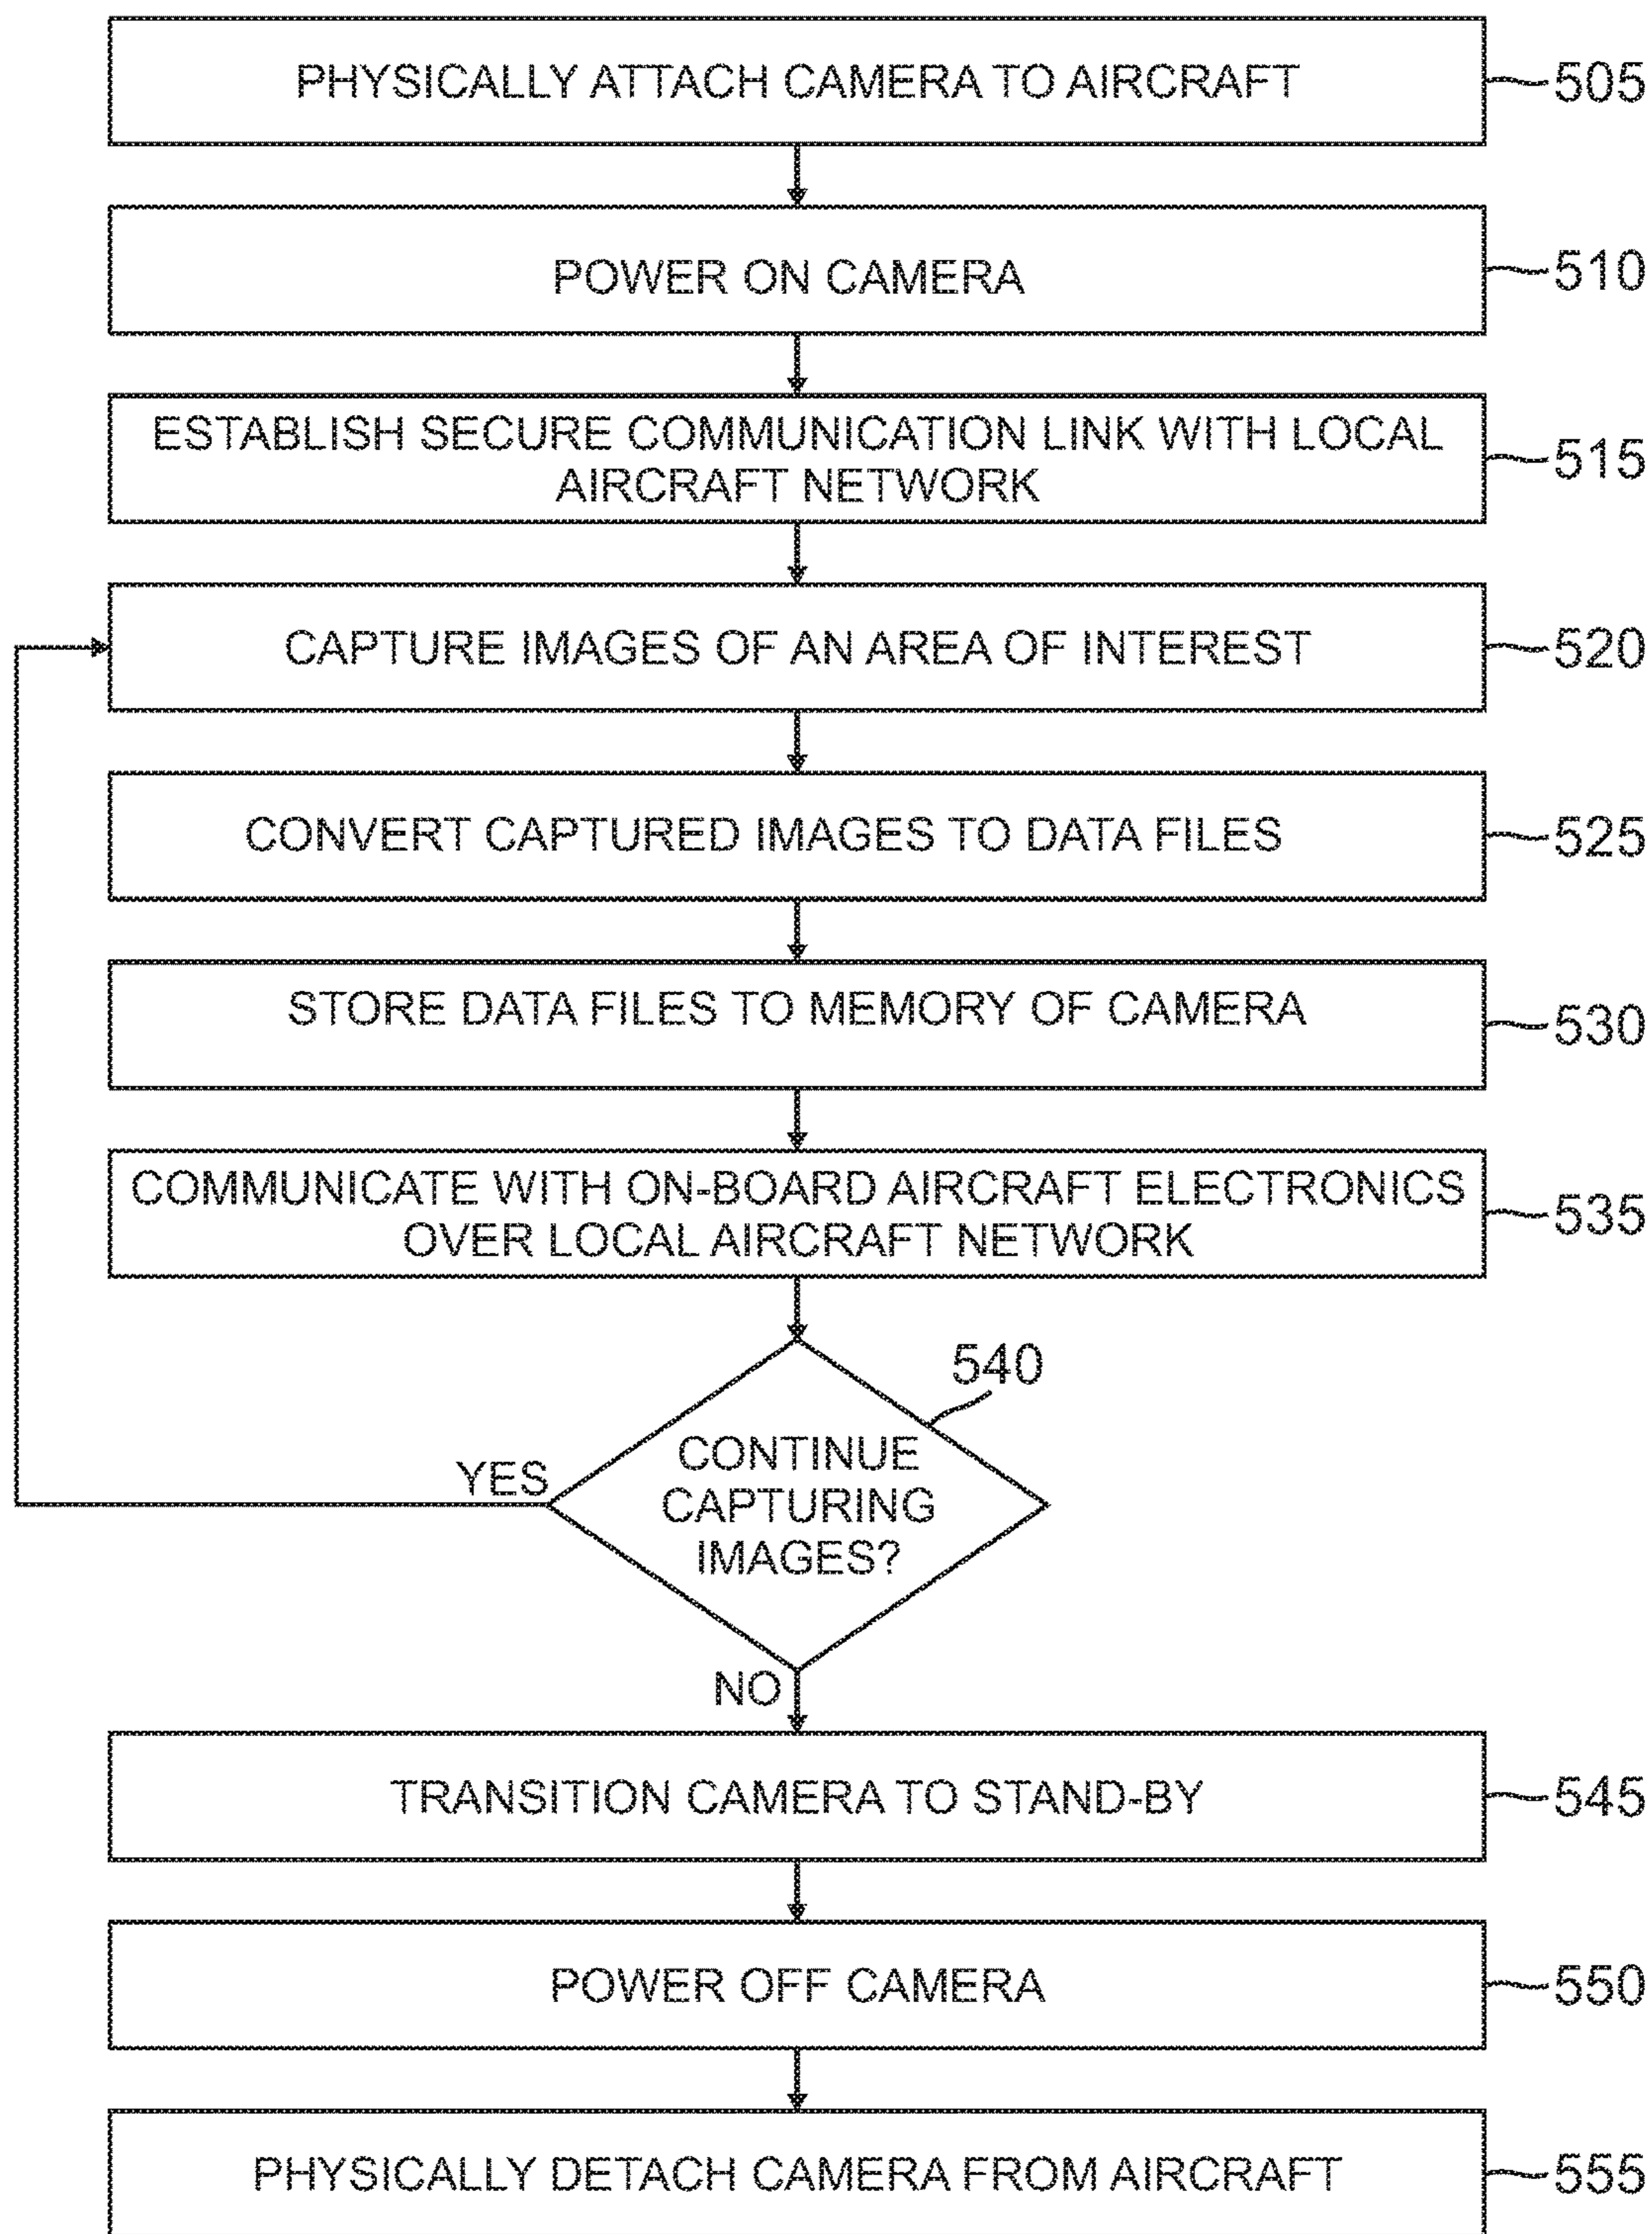 PHYSICALLY ATTACH CAMERA TO AIRCRAFT
505
POWER ON CAMERA
510
ESTABLISH SECURE COMMUNICATION LINK WITH LOCAL
AIRCRAFT NETWORK
515
CAPTURE IMAGES OF AN AREA OF INTEREST
520
CONVERT CAPTURED IMAGES TO DATA FILES
525
STORE DATA FILES TO MEMORY OF CAMERA
530
COMMUNICATE WITH ON-BOARD AIRCRAFT ELECTRONICS
OVER LOCAL AIRCRAFT NETWORK
535
540
CONTINUE
CAPTURING
IMAGES?
YES
NO
TRANSITION CAMERA TO STAND-BY
545
POWER OFF CAMERA
550
PHYSICALLY DETACH CAMERA FROM AIRCRAFT
555